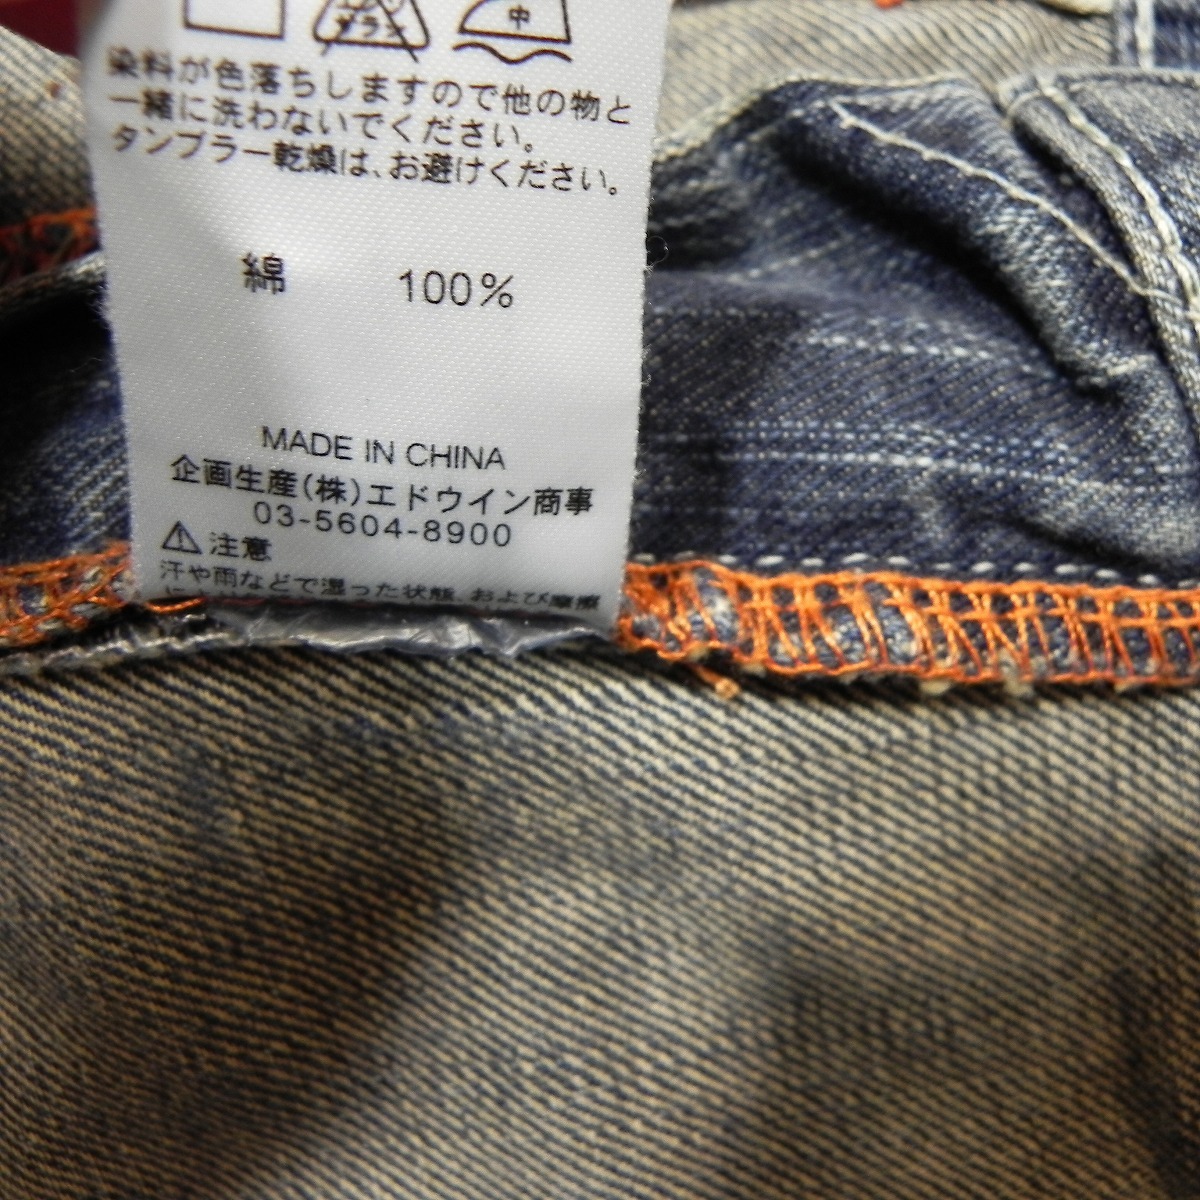 中
染料が色落ちしますので他の物と
一緒に洗わないでください。
タンブラー乾燥は、お避けください。
綿 100%
MADE IN CHINA
企画生産(株)エドウイン商事
03-5604-8900
注意
汗や雨などで湿った状態、および摩擦